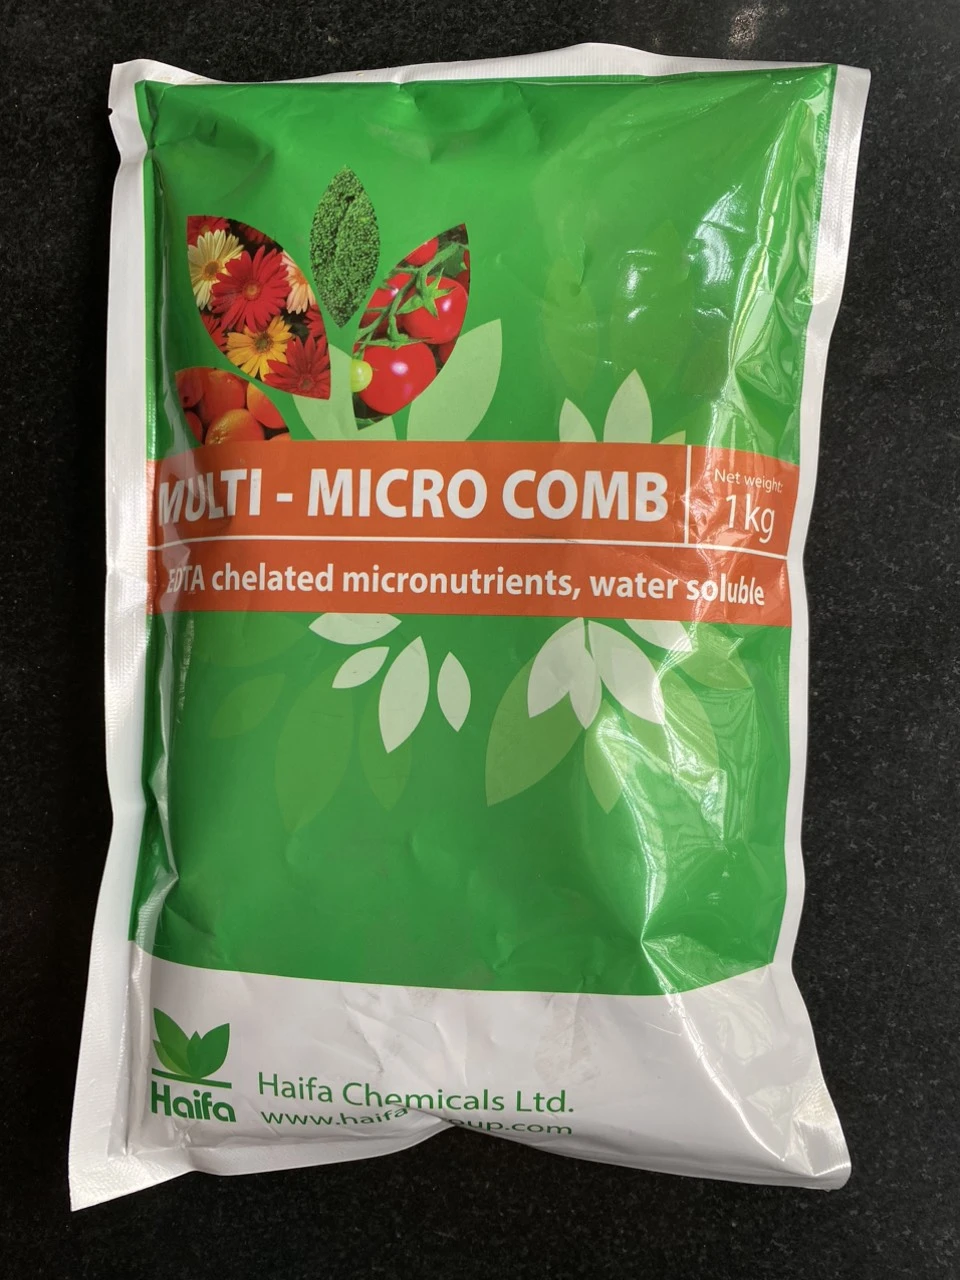 MULTI - MICRO COMB
Net weight:
1kg
EDTA chelated micronutrients, water soluble
Haifa
Haifa Chemicals Ltd.